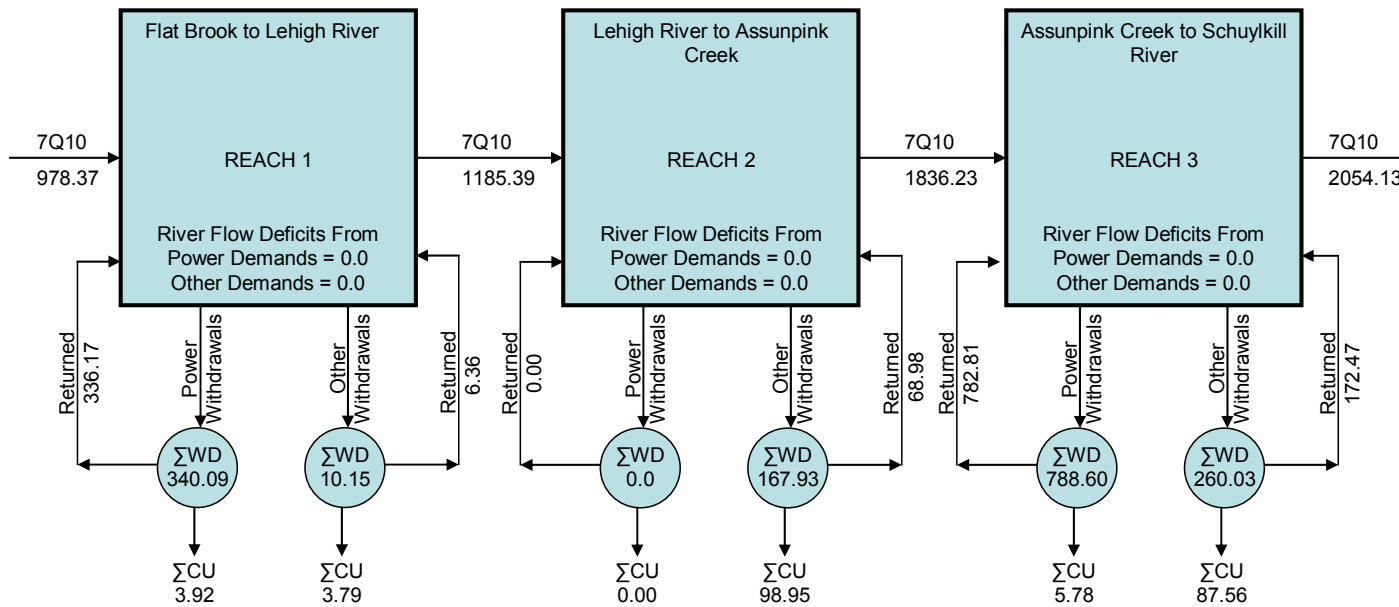 Flat Brook to Lehigh River
Lehigh River to Assunpink
Creek
Assunpink Creek to Schuylkill
River
7Q10
978.37
REACH 1
7Q10
1185.39
REACH 2
7Q10
1836.23
REACH 3
7Q10
2054.13
River Flow Deficits From
Power Demands = 0.0
Other Demands = 0.0
River Flow Deficits From
Power Demands = 0.0
Other Demands = 0.0
River Flow Deficits From
Power Demands = 0.0
Other Demands = 0.0
Returned
336.17
Power
Withdrawals
Other
Withdrawals
Returned
6.36
Returned
0.00
Power
Withdrawals
Other
Withdrawals
Returned
68.98
Returned
782.81
Power
Withdrawals
Other
Withdrawals
Returned
172.47
∑WD
340.09
∑WD
10.15
∑WD
0.0
∑WD
167.93
∑WD
788.60
∑WD
260.03
∑CU
3.92
∑CU
3.79
∑CU
0.00
∑CU
98.95
∑CU
5.78
∑CU
87.56